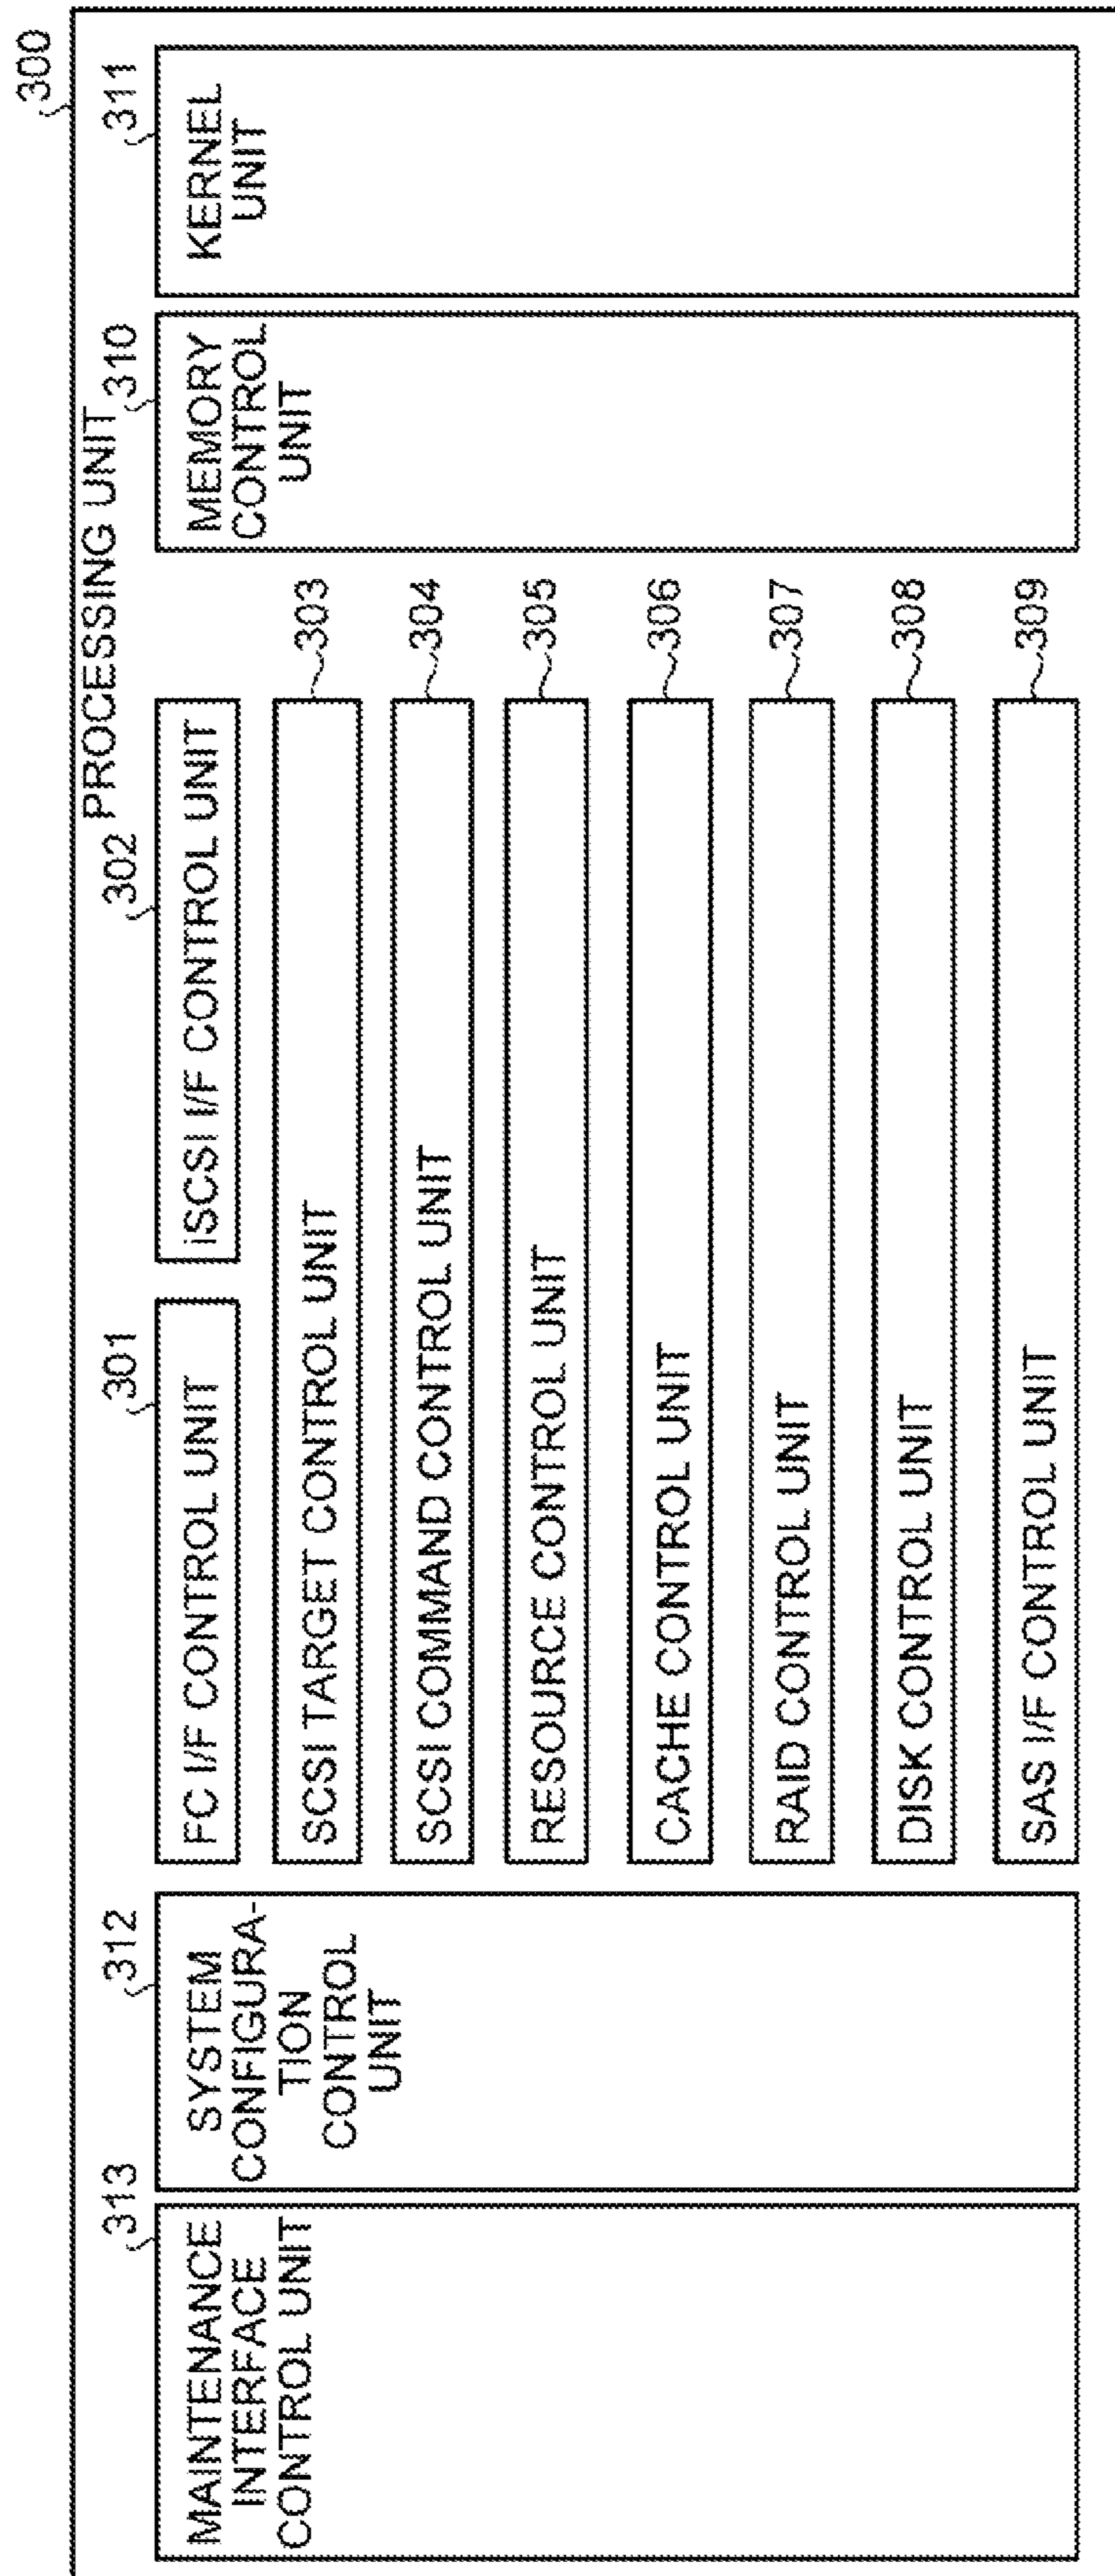 300
PROCESSING UNIT
313
MAINTENANCE
INTERFACE
CONTROL UNIT
312
SYSTEM
CONFIGURA-
TION
CONTROL
UNIT
301
FC I/F CONTROL UNIT
302
iSCSI I/F CONTROL UNIT
SCSI TARGET CONTROL UNIT
303
SCSI COMMAND CONTROL UNIT
304
RESOURCE CONTROL UNIT
305
CACHE CONTROL UNIT
306
RAID CONTROL UNIT
307
DISK CONTROL UNIT
308
SAS I/F CONTROL UNIT
309
310
MEMORY
CONTROL
UNIT
311
KERNEL
UNIT